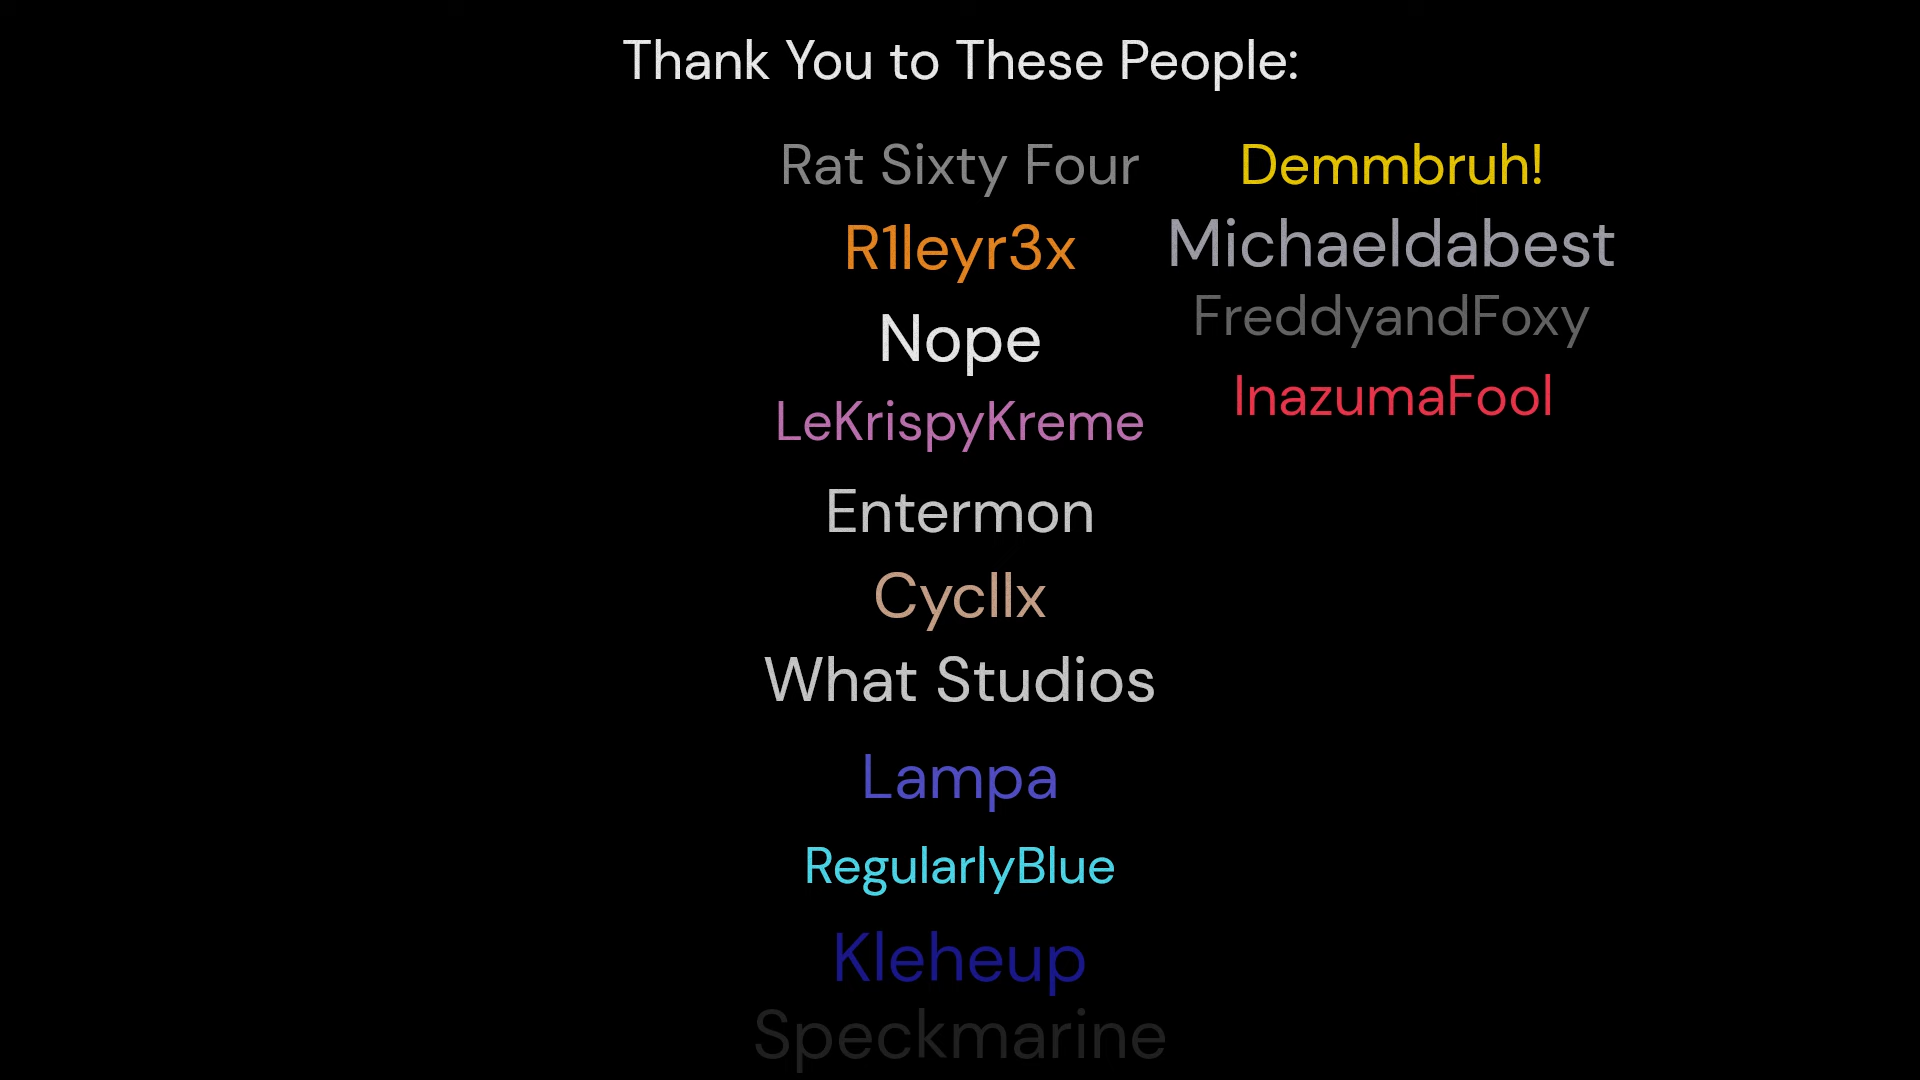 Thank You to These People:
Rat Sixty Four
R1leyr3x
Nope
LeKrispyKreme
Entermon
Cycllx
What Studios
Lampa
RegularlyBlue
Kleheup
Speckmarine
Demmbruh!
Michaeldabest
FreddyandFoxy
InazumaFool